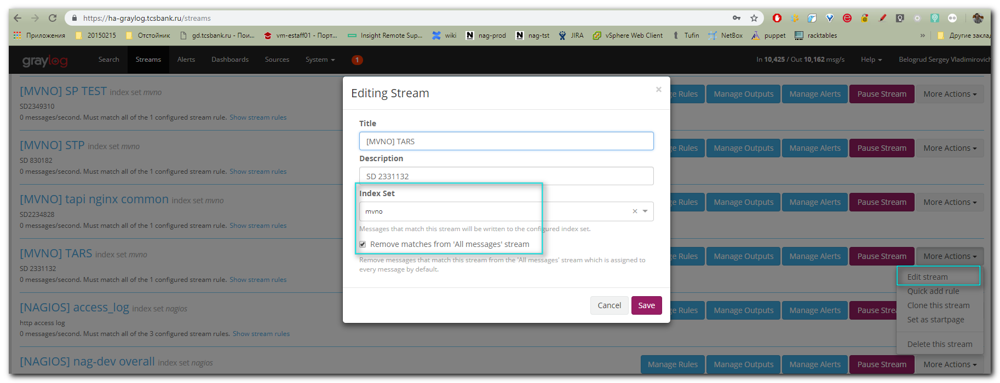 https://ha-graylog.tcsbank.ru/streams
Приложения 20150215 Отстойник gd.tcsbank.ru - Пои... vm-estaff01 - Порт... Insight Remote Sup... wiki nag-prod nag-tst JIRA vSphere Web Client Tufin NetBox puppet racktables » Другие заклад
graylog Search Streams Alerts Dashboards Sources System 1 In 10,425 / Out 10,162 msg/s Help Belogrud Sergey Vladimirovich
[MVNO] SP TEST index set mvno
SD2349310
0 messages/second. Must match all of the 1 configured stream rule. Show stream rules
ge Rules Manage Outputs Manage Alerts Pause Stream More Actions
[MVNO] STP index set mvno
SD 830182
0 messages/second. Must match all of the 1 configured stream rule. Show stream rules
ge Rules Manage Outputs Manage Alerts Pause Stream More Actions
[MVNO] tapi nginx common index set mvno
SD2234828
0 messages/second. Must match all of the 1 configured stream rule. Show stream rules
ge Rules Manage Outputs Manage Alerts Pause Stream More Actions
[MVNO] TARS index set mvno
SD 2331132
0 messages/second. Must match all of the 1 configured stream rule. Show stream rules
ge Rules Manage Outputs Manage Alerts Pause Stream More Actions
[NAGIOS] access_log index set nagios
http access log
0 messages/second. Must match all of the 3 configured stream rules. Show stream rules
ge Rules Manage Outputs Manage Alerts Pause Strea
[NAGIOS] nag-dev overall index set nagios
Manage Rules Manage Outputs Manage Alerts Pause Stream More Actions
Editing Stream ×
Title
[MVNO] TARS
Description
SD 2331132
Index Set
mvno ×
Messages that match this stream will be written to the configured index set.
Remove matches from 'All messages' stream
Remove messages that match this stream from the 'All messages' stream which is assigned to
every message by default.
Cancel Save
Edit stream
Quick add rule
Clone this stream
Set as startpage
Delete this stream